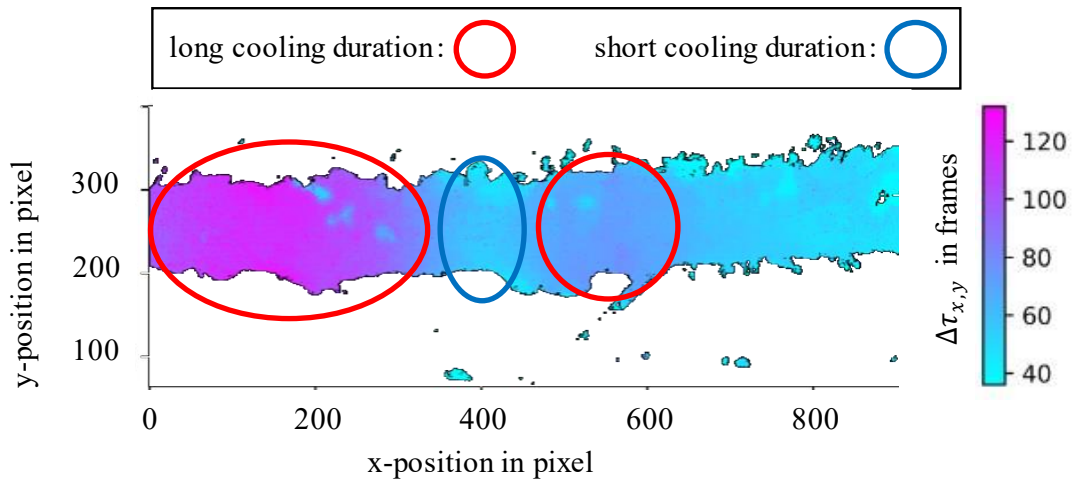 long cooling duration: short cooling duration:
y-position in pixel
300
200
100
0 200 400 600 800
x-position in pixel
Δτx,y in frames
120
100
80
60
40